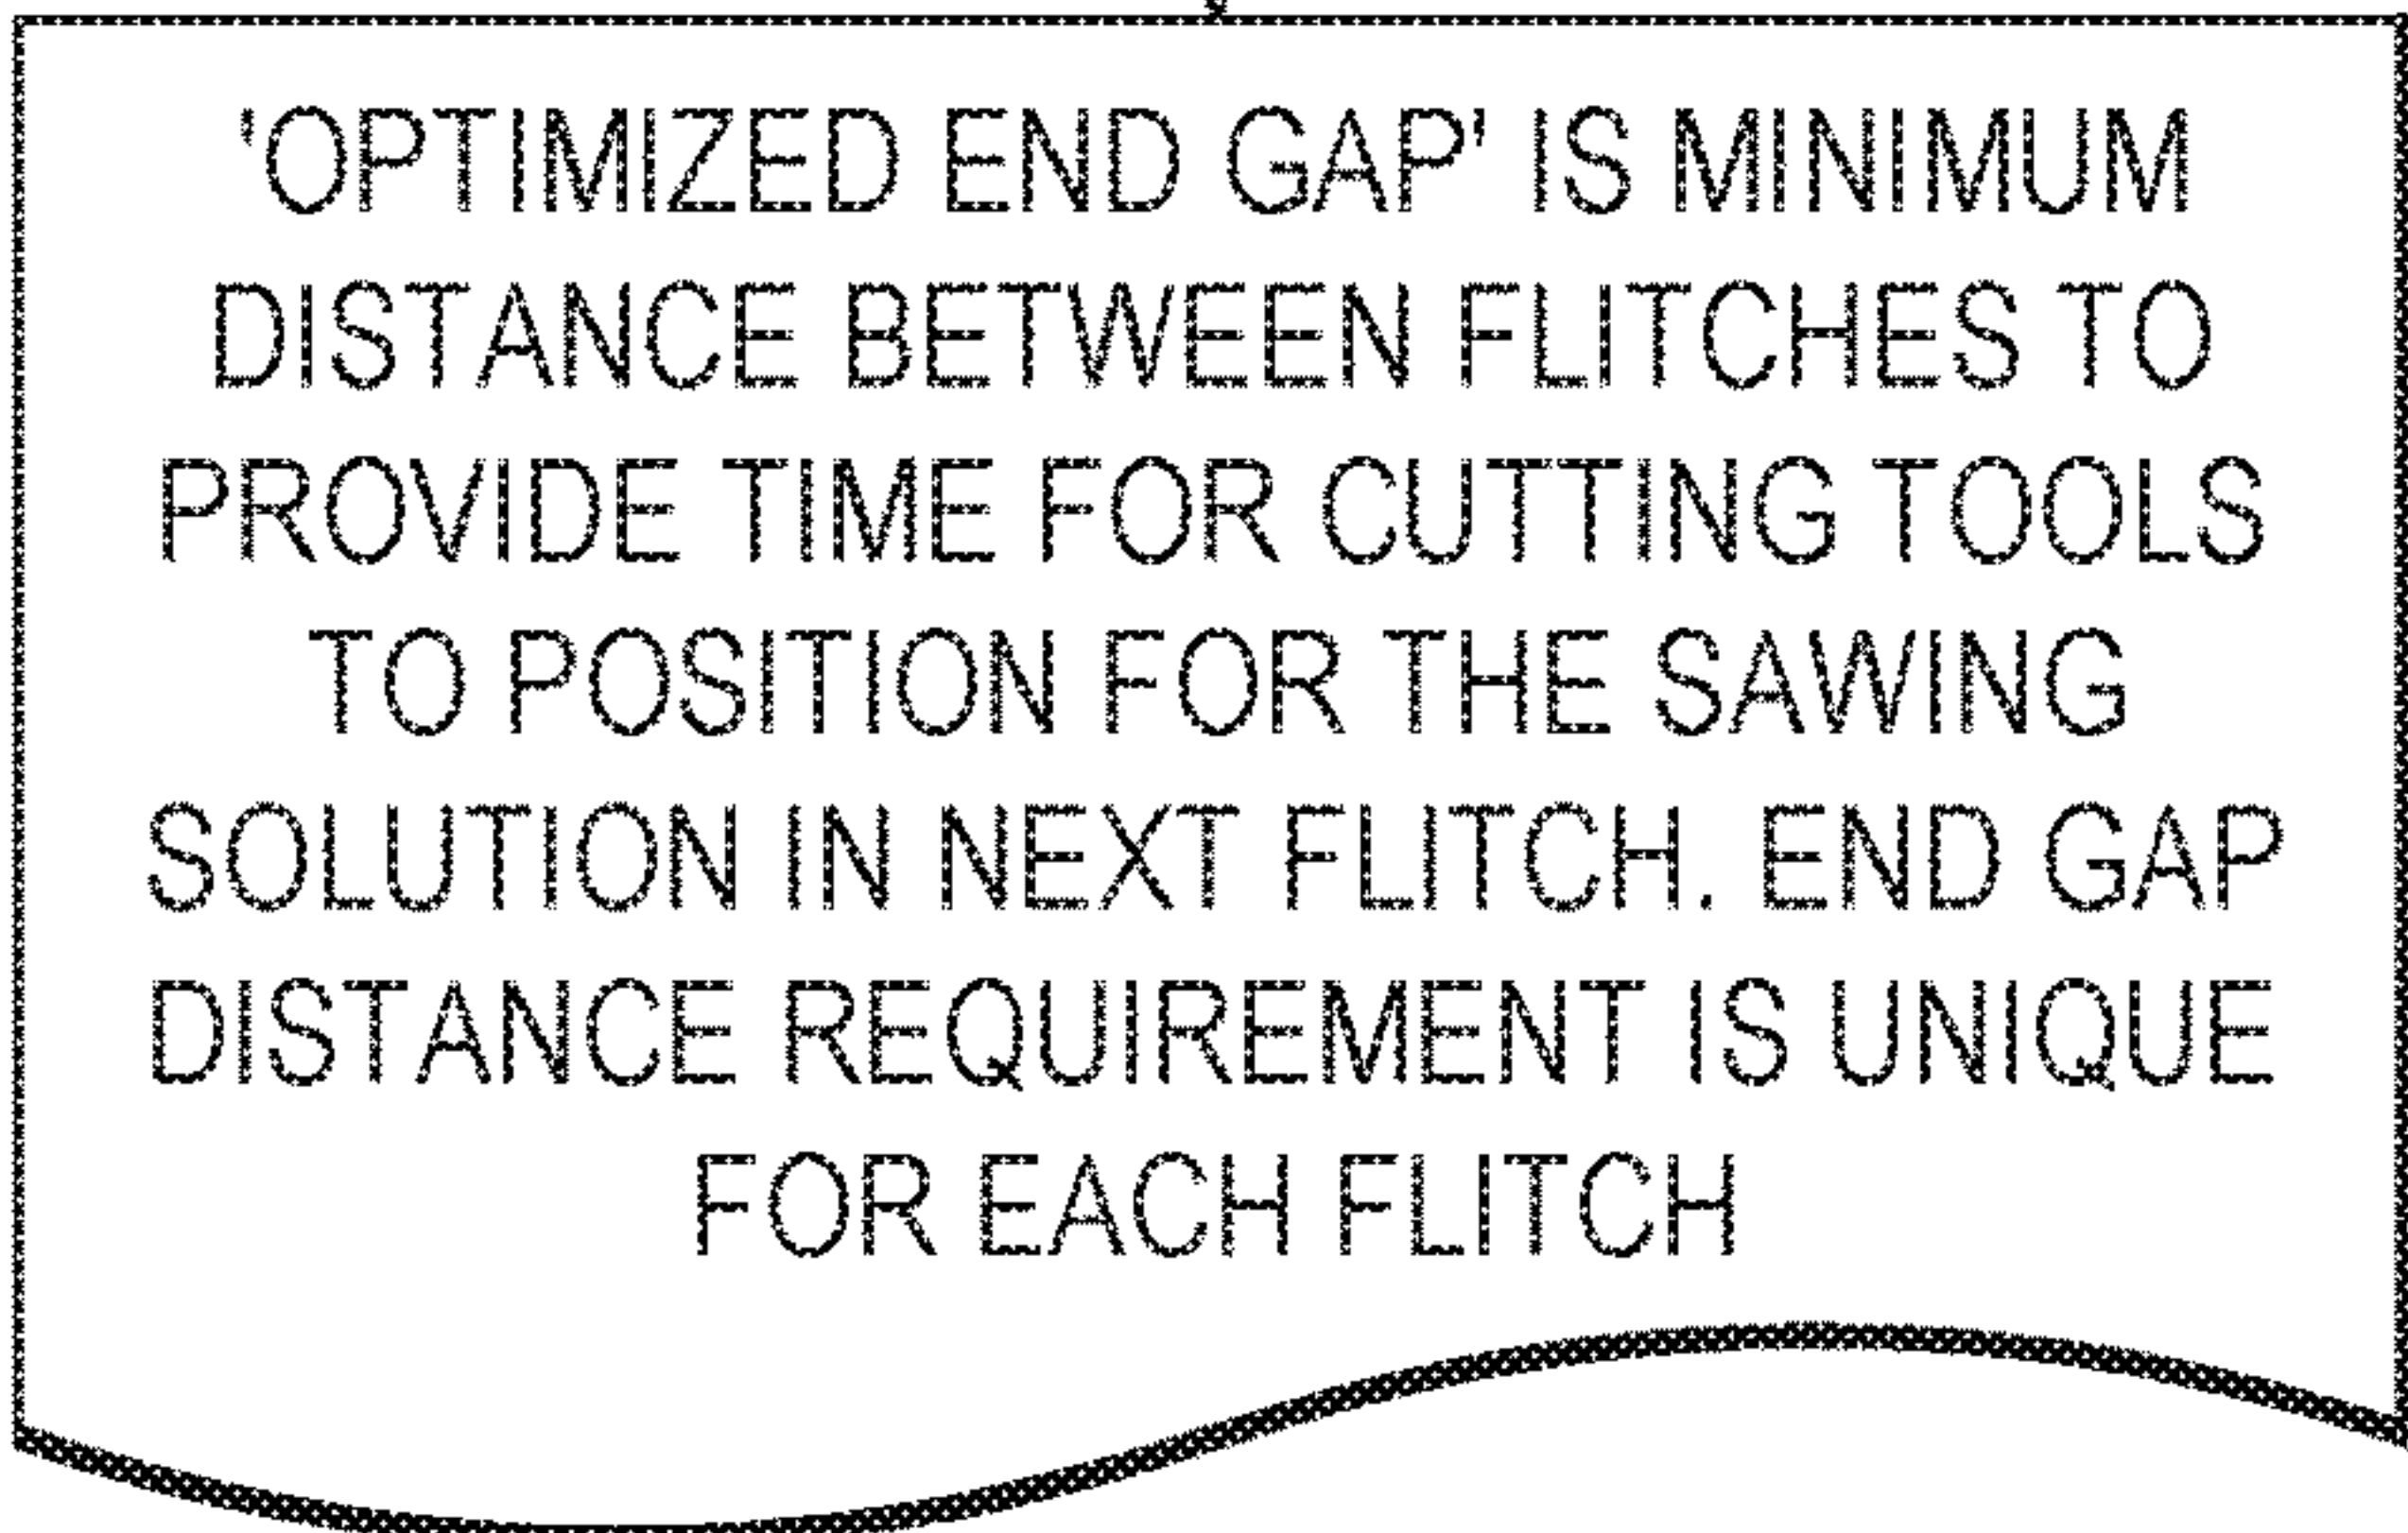 'OPTIMIZED END GAP' IS MINIMUM
DISTANCE BETWEEN FLITCHES TO
PROVIDE TIME FOR CUTTING TOOLS
TO POSITION FOR THE SAWING
SOLUTION IN NEXT FLITCH. END GAP
DISTANCE REQUIREMENT IS UNIQUE
FOR EACH FLITCH